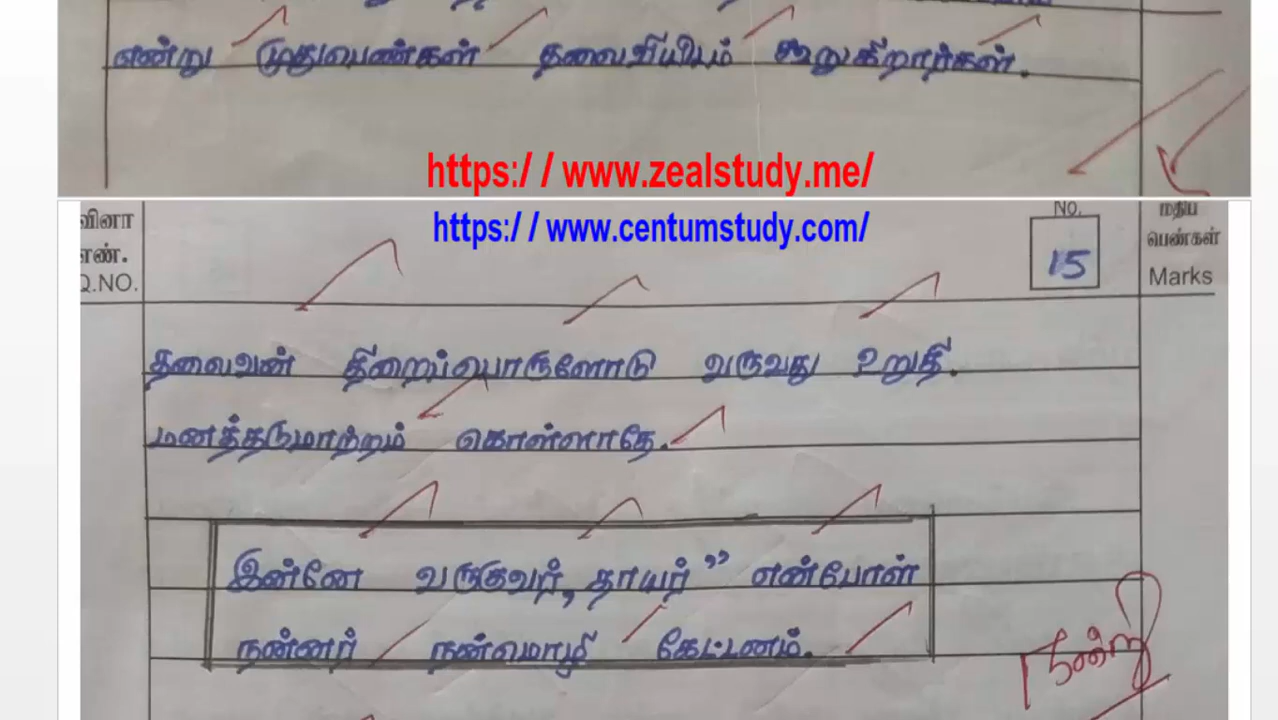 என்று முதுபெண்கள் தலைவியிடம் கூறுகிறார்கள்.
https://www.zealstudy.me/
https://www.centumstudy.com/
வினா
எண்.
Q.NO.
No.
15
மதிப்
பெண்கள்
Marks
தலைவன் திறைப்பொருளோடு வருவது உறுதி.
மனத்தடுமாற்றம் கொள்ளாதே.
இன்னே வருகுவர், தாயர்” என்போள்
நன்னர் நன்மொழி கேட்டனம்.
நன்றி